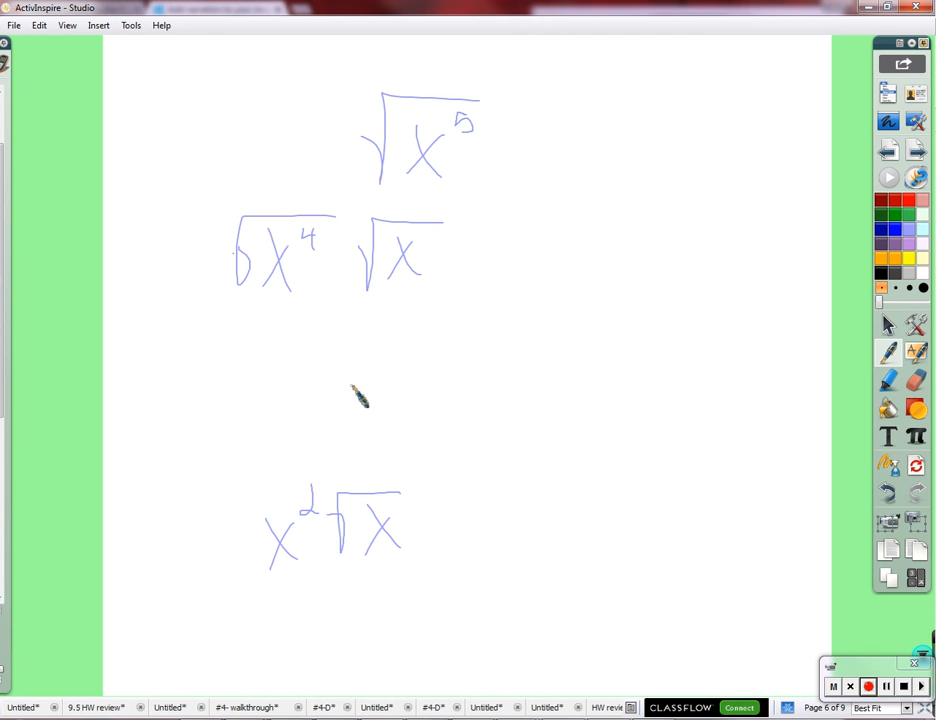 ActivInspire - Studio
File Edit View Insert Tools Help
√x⁵
√x⁴ √x
x² √x
Untitled* 9.5 HW review* Untitled* #4- walkthrough* #4-D* Untitled* #4-D* Untitled* Untitled* HW revie CLASSFLOW Connect Page 6 of 9 Best Fit